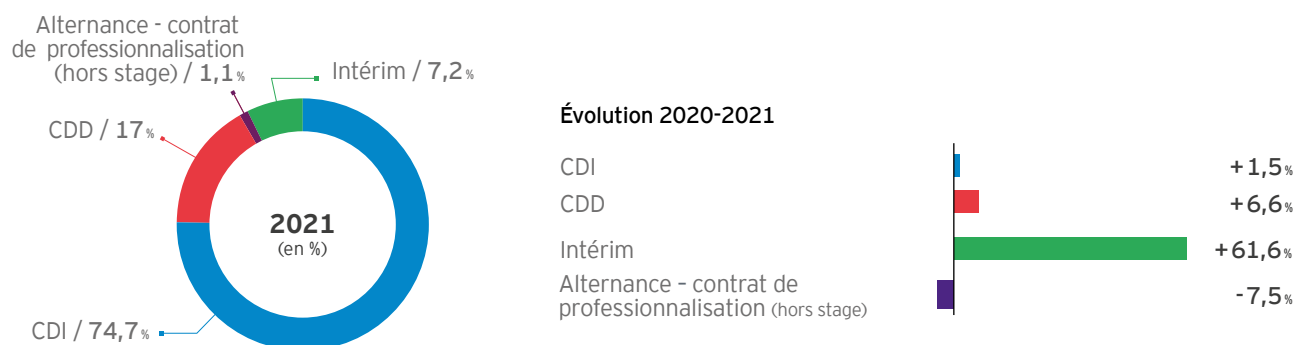 Alternance - contrat
de professionnalisation
(hors stage) / 1,1 %
Intérim / 7,2 %
CDD / 17 %
2021
(en %)
CDI / 74,7 %
Évolution 2020-2021
CDI +1,5 %
CDD +6,6 %
Intérim +61,6 %
Alternance - contrat de
professionnalisation (hors stage) -7,5 %